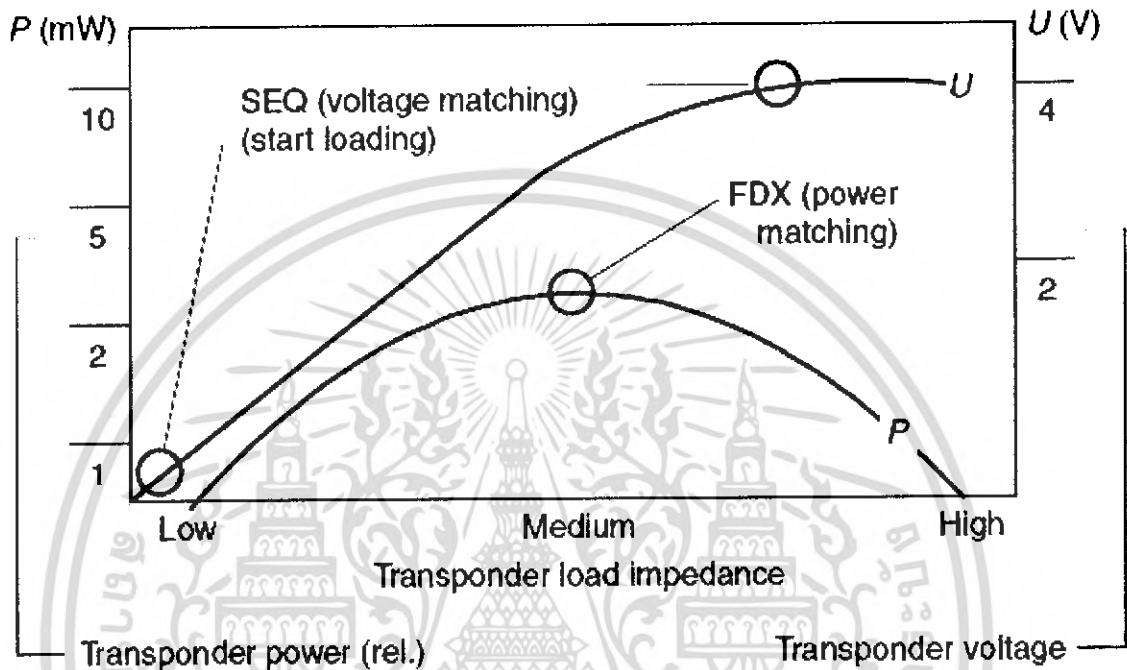 P (mW)
U (V)
10
5
2
1
4
2
SEQ (voltage matching)
(start loading)
U
FDX (power
matching)
P
Low
Medium
High
Transponder load impedance
Transponder power (rel.)
Transponder voltage